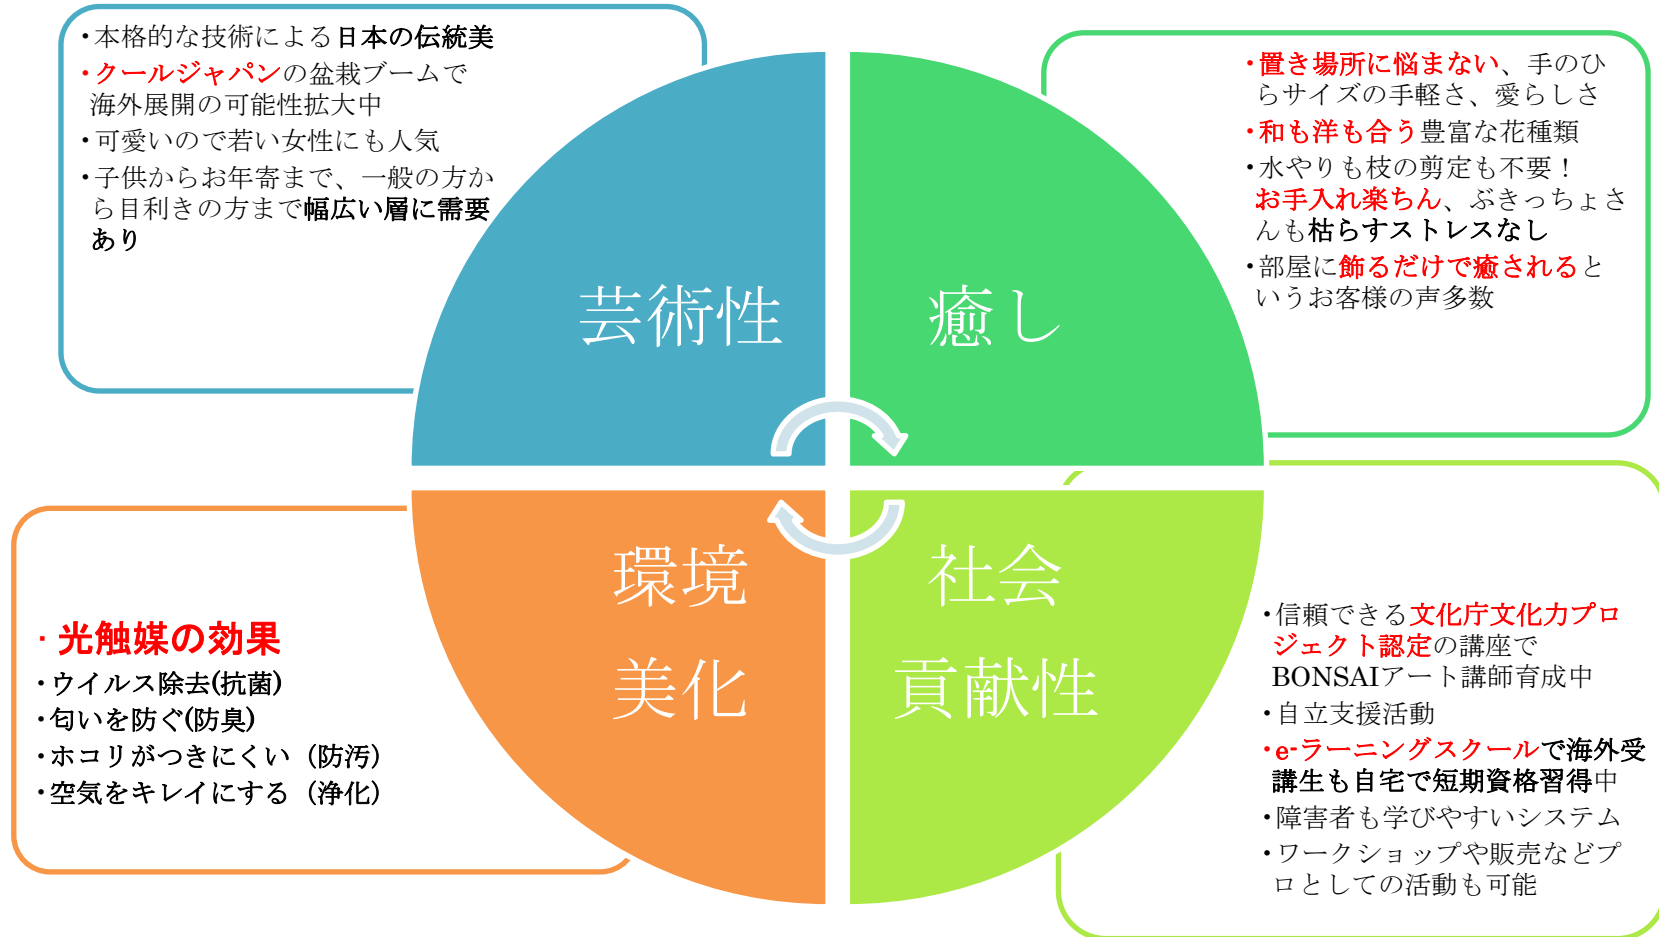 ・本格的な技術による日本の伝統美
・クールジャパンの盆栽ブームで
海外展開の可能性拡大中
・可愛いので若い女性にも人気
・子供からお年寄まで、一般の方か
ら目利きの方まで幅広い層に需要
あり
芸術性
癒し
・置き場所に悩まない、手のひ
らサイズの手軽さ、愛らしさ
・和も洋も合う豊富な花種類
・水やりも枝の剪定も不要！
お手入れ楽ちん、ぶきっちょさ
んも枯らすストレスなし
・部屋に飾るだけで癒されると
いうお客様の声多数
・光触媒の効果
・ウイルス除去(抗菌)
・匂いを防ぐ(防臭)
・ホコリがつきにくい（防汚）
・空気をキレイにする（浄化）
環境
美化
社会
貢献性
・信頼できる文化庁文化力プロ
ジェクト認定の講座で
BONSAIアート講師育成中
・自立支援活動
・e-ラーニングスクールで海外受
講生も自宅で短期資格習得中
・障害者も学びやすいシステム
・ワークショップや販売などプ
ロとしての活動も可能